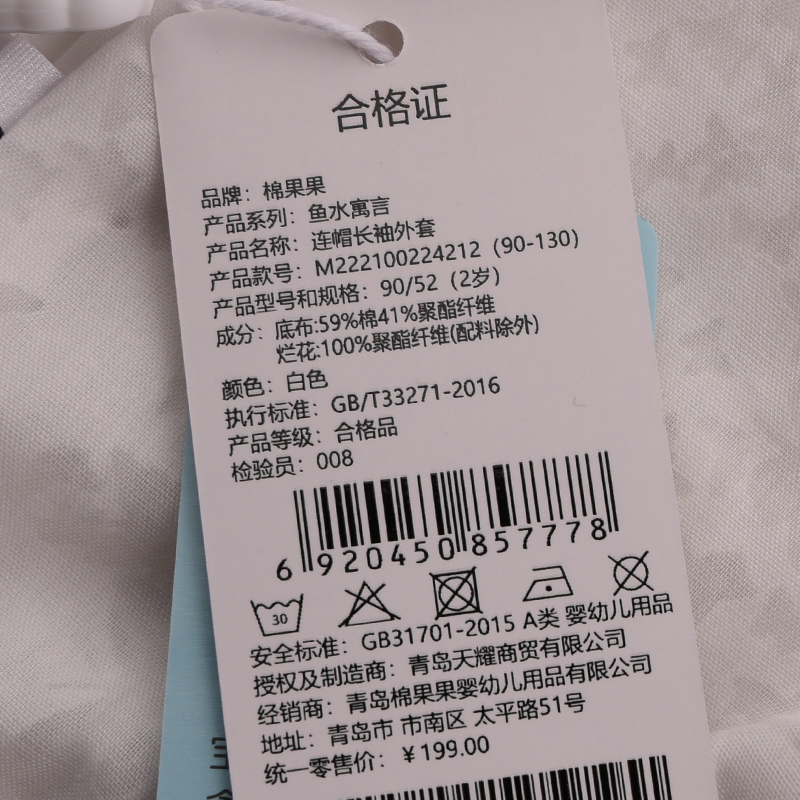 合格证
品牌：棉果果
产品系列：鱼水寓言
产品名称：连帽长袖外套
产品款号：M222100224212（90-130）
产品型号和规格：90/52（2岁）
成分：底布:59%棉41%聚酯纤维
烂花:100%聚酯纤维(配料除外)
颜色：白色
执行标准：GB/T33271-2016
产品等级：合格品
检验员：008
6 920450 857778
30
安全标准：GB31701-2015 A类 婴幼儿用品
授权及制造商：青岛天耀商贸有限公司
经销商：青岛棉果果婴幼儿用品有限公司
地址：青岛市 市南区 太平路51号
统一零售价：￥199.00